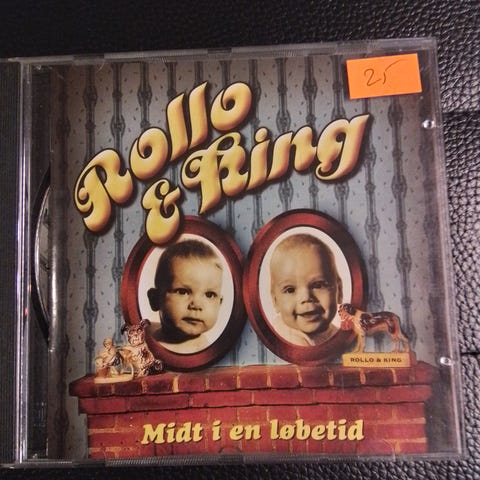 25
Rollo
& King
ROLLO & KING
Midt i en løbetid